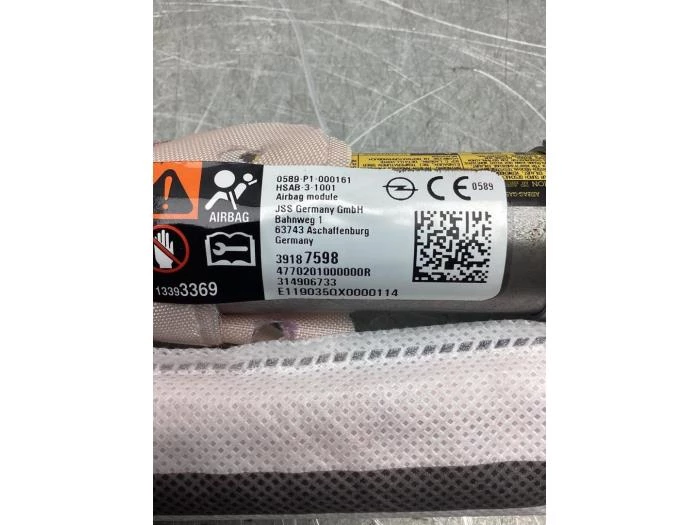 0589-P1-000161
HSAB-3-1001
Airbag module
JSS Germany GmbH
Bahnweg 1
63743 Aschaffenburg
Germany
39187598
4770201000000R
314906733
E119035QX0000114
0589
AIRBAG
13393369